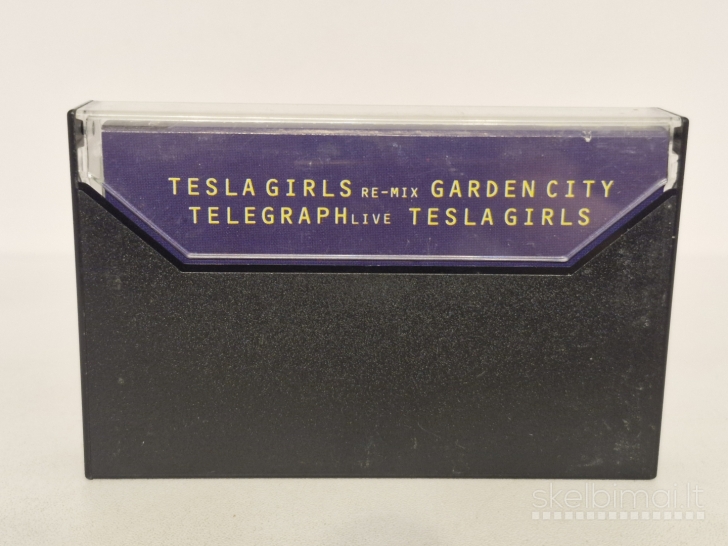 TESLA GIRLS RE-MIX GARDEN CITY
TELEGRAPH LIVE TESLA GIRLS
skelbimai.lt